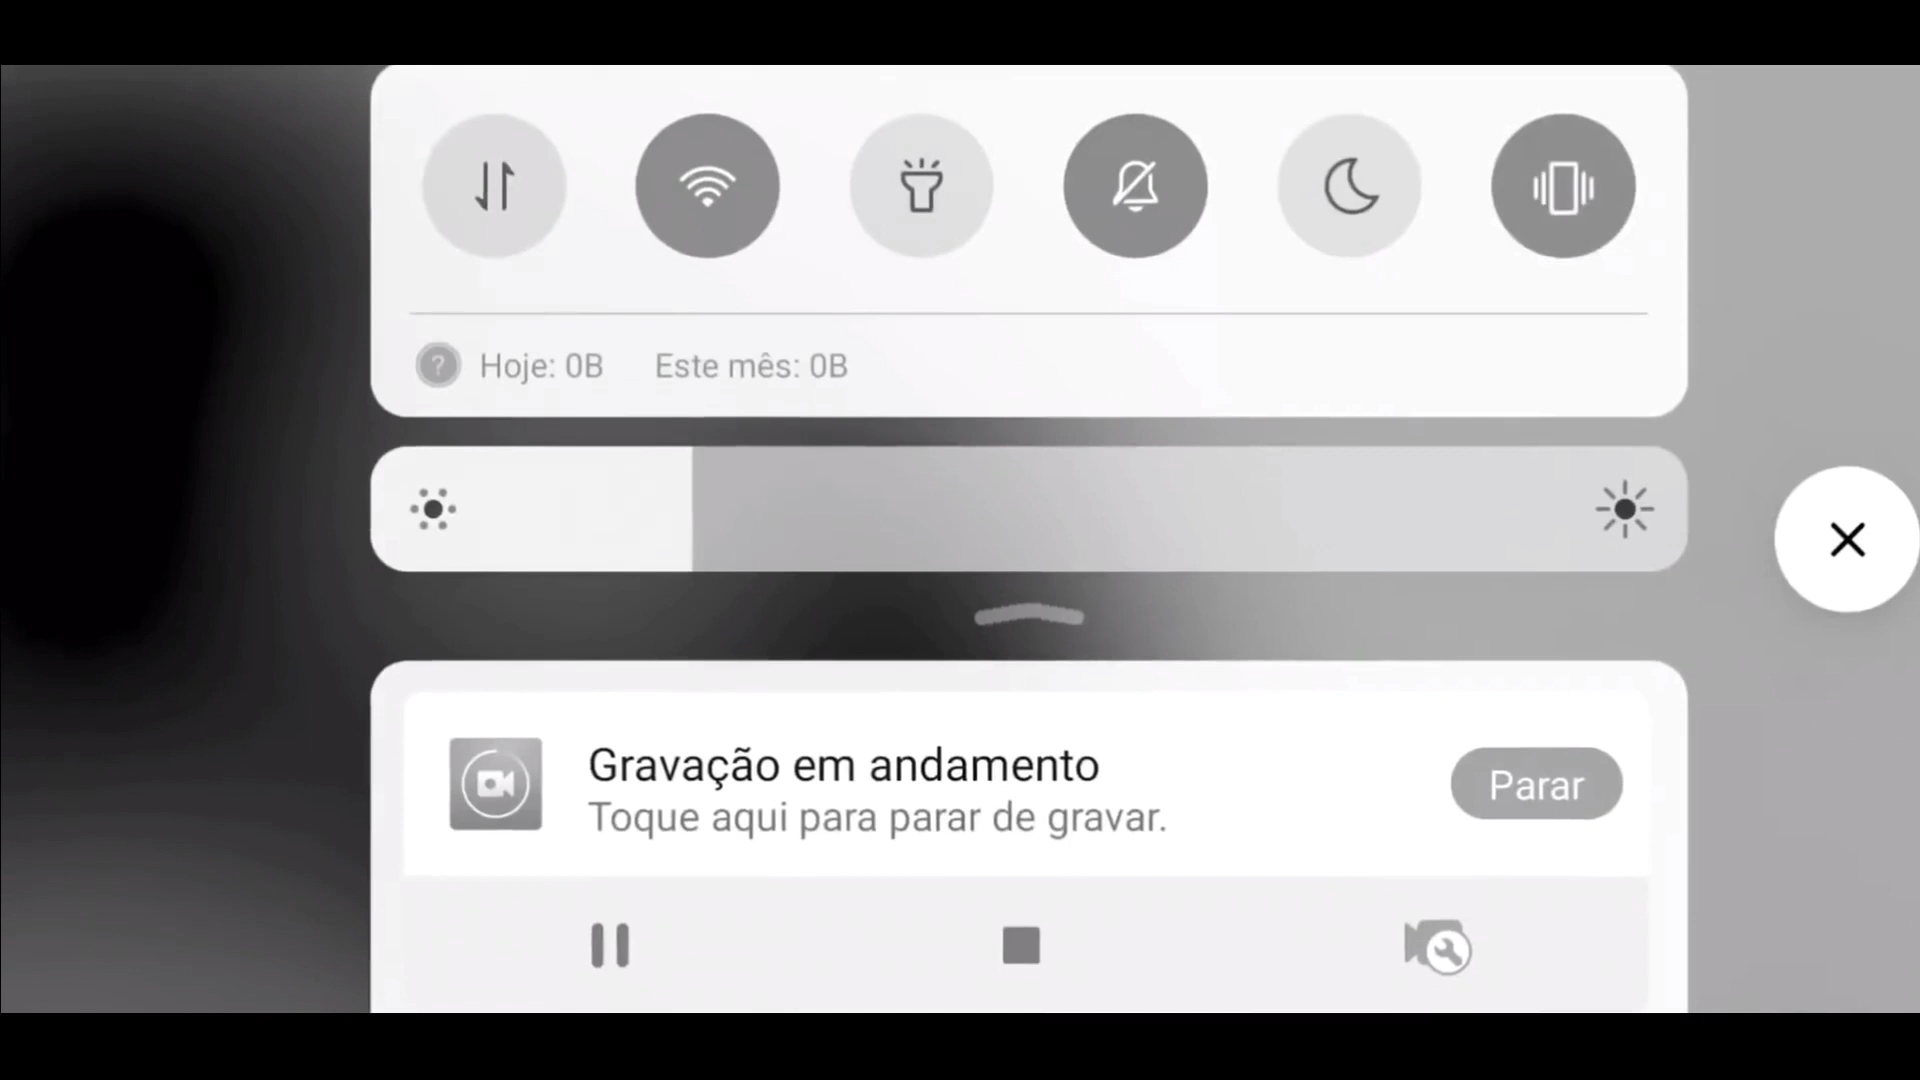 Hoje: 0B Este mês: 0B
Gravação em andamento
Toque aqui para parar de gravar.
Parar